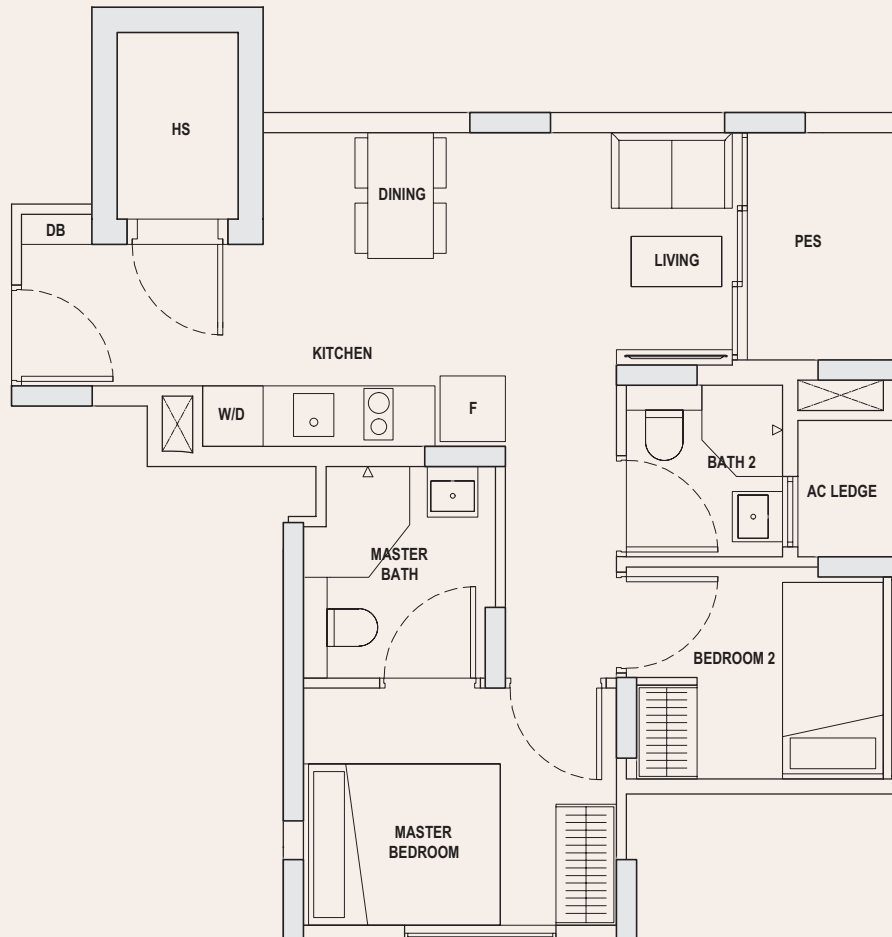 HS
DINING
DB
PES
LIVING
KITCHEN
W/D
F
BATH 2
AC LEDGE
MASTER
BATH
BEDROOM 2
MASTER
BEDROOM